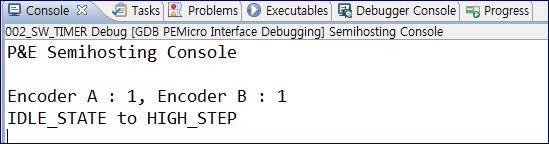 Console Tasks Problems Executables Debugger Console Progress
002_SW_TIMER Debug [GDB PEMicro Interface Debugging] Semihosting Console
P&E Semihosting Console
Encoder A : 1, Encoder B : 1
IDLE_STATE to HIGH_STEP